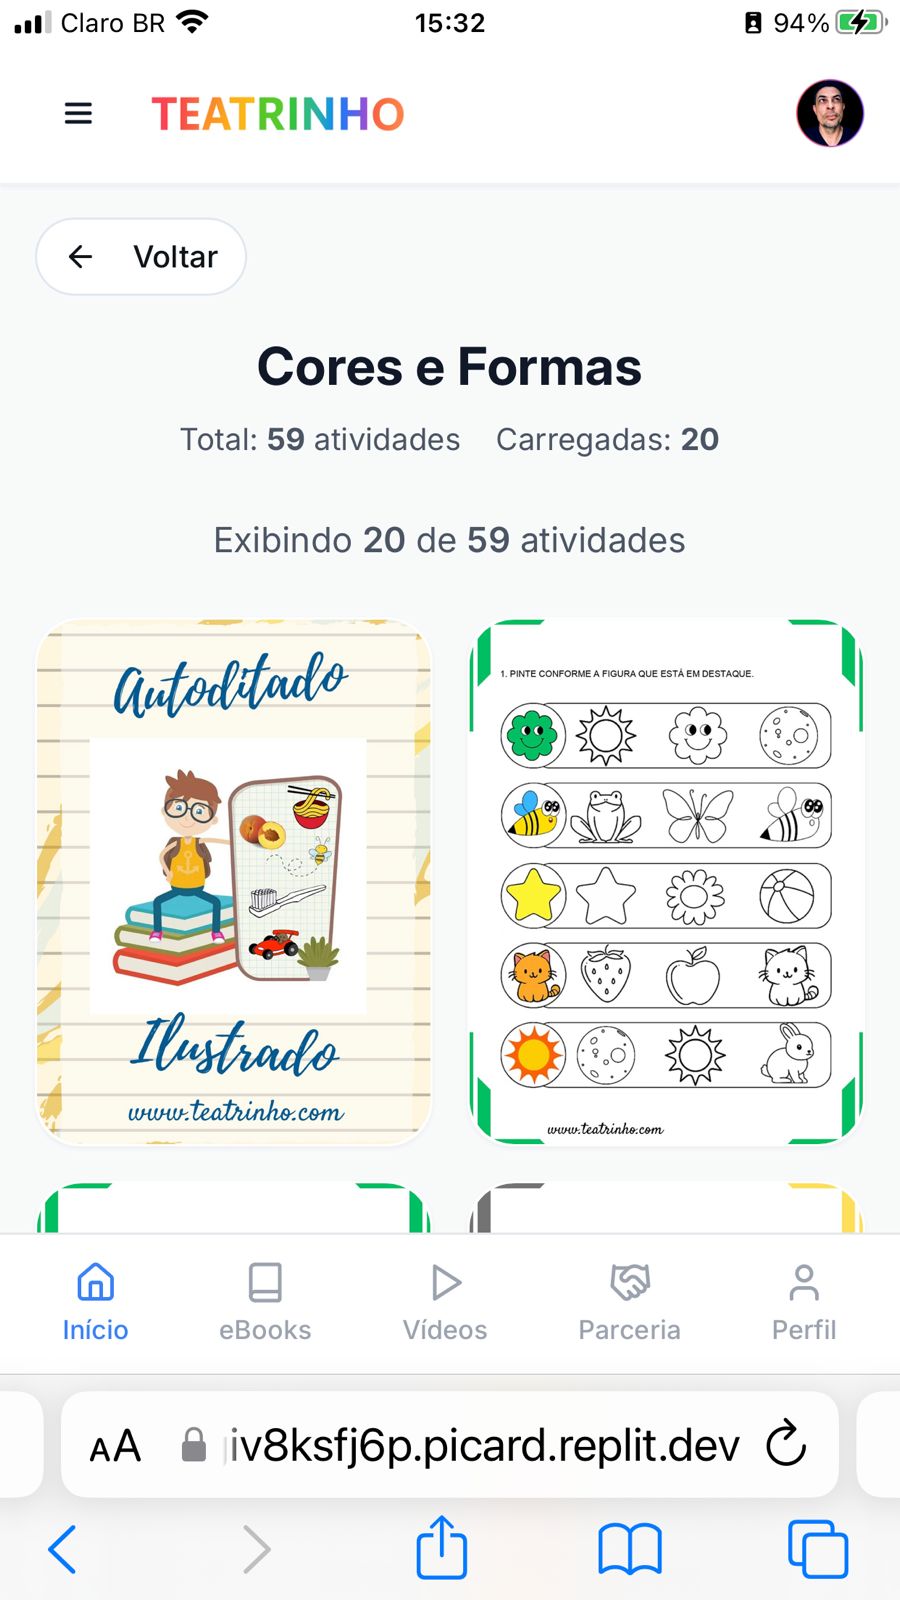 Claro BR 15:32 94%
TEATRINHO
Voltar
Cores e Formas
Total: 59 atividades Carregadas: 20
Exibindo 20 de 59 atividades
Autoditado
Ilustrado
www.teatrinho.com
1. PINTE CONFORME A FIGURA QUE ESTÁ EM DESTAQUE.
www.teatrinho.com
Início eBooks Vídeos Parceria Perfil
AA iv8ksfj6p.picard.replit.dev